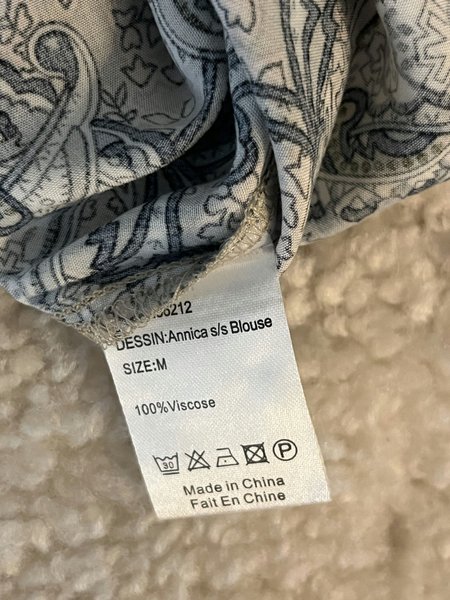 DESSIN:Annica s/s Blouse
SIZE:M
100%Viscose
30
P
Made in China
Fait En Chine